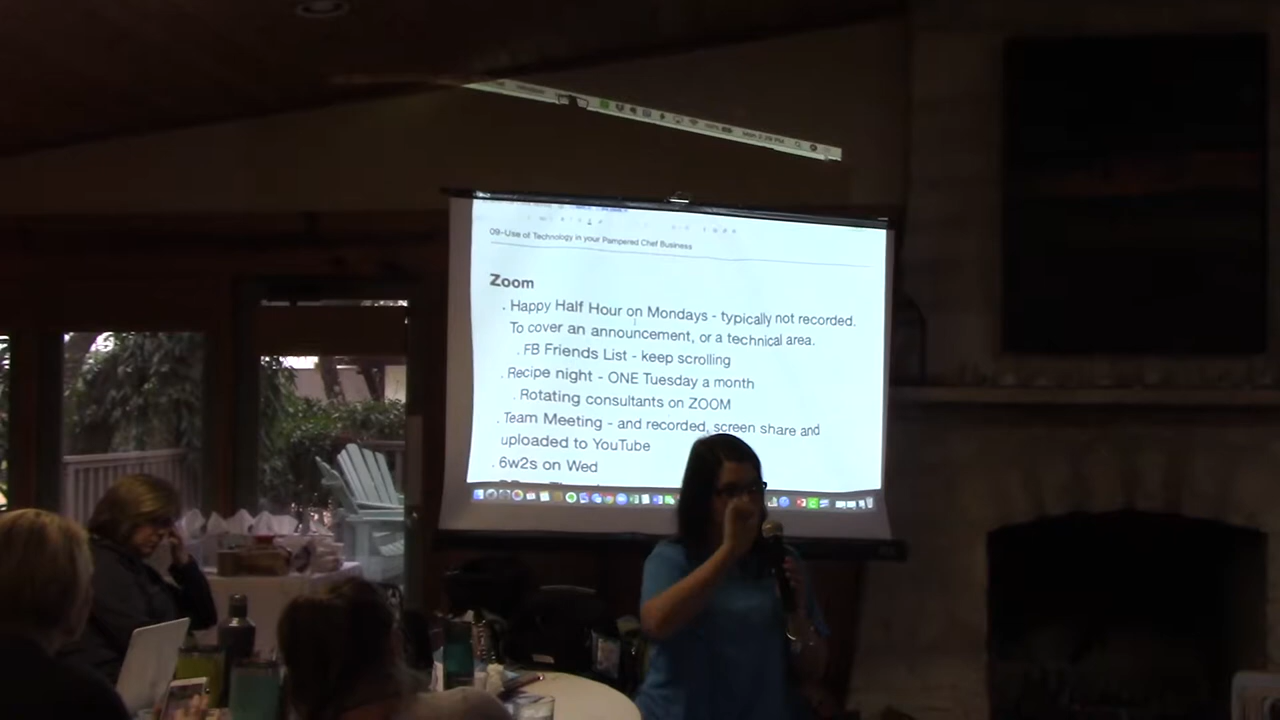 09-Use of Technology in your Pampered Chef Business
Zoom
. Happy Half Hour on Mondays - typically not recorded.
To cover an announcement, or a technical area.
. FB Friends List - keep scrolling
. Recipe night - ONE Tuesday a month
. Rotating consultants on ZOOM
. Team Meeting - and recorded, screen share and
uploaded to YouTube
. 6w2s on Wed